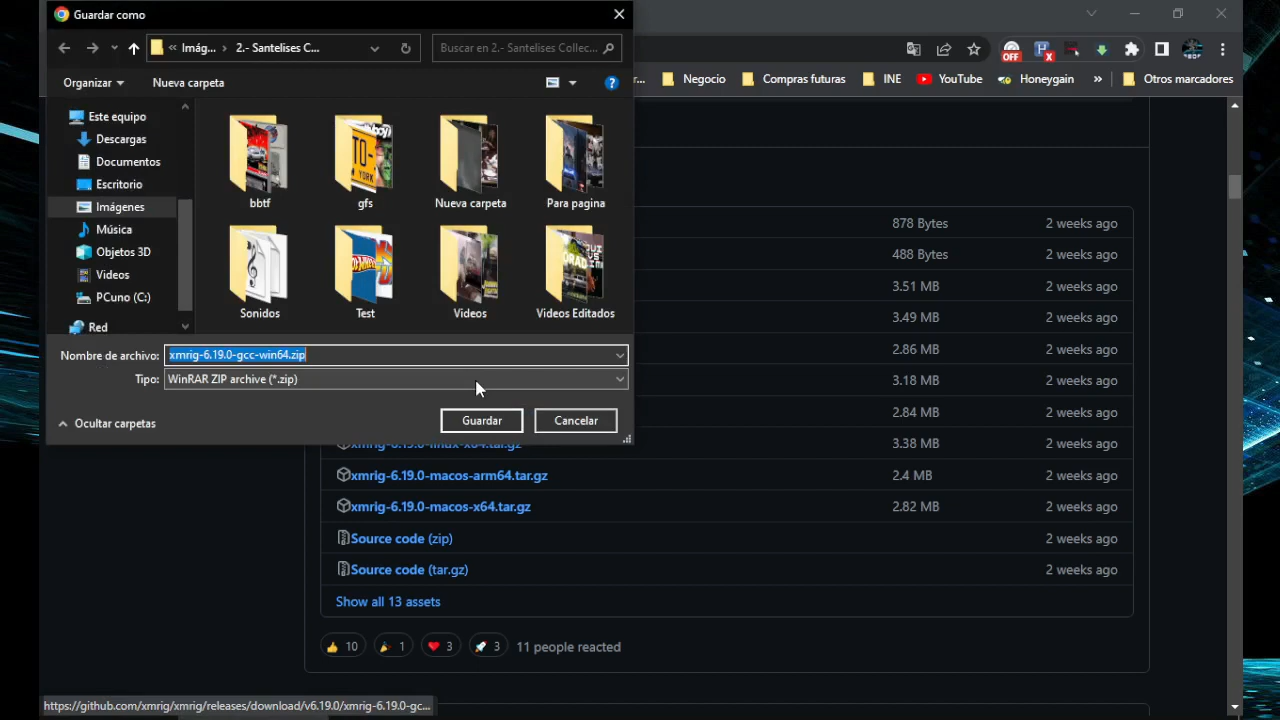 Guardar como
« Imág... › 2.- Santelises C...
Buscar en 2.- Santelises Collec...
Organizar
Nueva carpeta
r...
Negocio
Compras futuras
INE
YouTube
Honeygain
»
Otros marcadores
OFF
Este equipo
Descargas
Documentos
Escritorio
Imágenes
Música
Objetos 3D
Videos
PCuno (C:)
Red
bbtf
gfs
Nueva carpeta
Para pagina
Sonidos
Test
Videos
Videos Editados
Nombre de archivo: xmrig-6.19.0-gcc-win64.zip
Tipo: WinRAR ZIP archive (*.zip)
Ocultar carpetas
Guardar
Cancelar
878 Bytes 2 weeks ago
488 Bytes 2 weeks ago
3.51 MB 2 weeks ago
3.49 MB 2 weeks ago
2.86 MB 2 weeks ago
3.18 MB 2 weeks ago
2.84 MB 2 weeks ago
xmrig-6.19.0-linux-x64.tar.gz 3.38 MB 2 weeks ago
xmrig-6.19.0-macos-arm64.tar.gz 2.4 MB 2 weeks ago
xmrig-6.19.0-macos-x64.tar.gz 2.82 MB 2 weeks ago
Source code (zip) 2 weeks ago
Source code (tar.gz) 2 weeks ago
Show all 13 assets
10 1 3 3 11 people reacted
https://github.com/xmrig/xmrig/releases/download/v6.19.0/xmrig-6.19.0-gc...